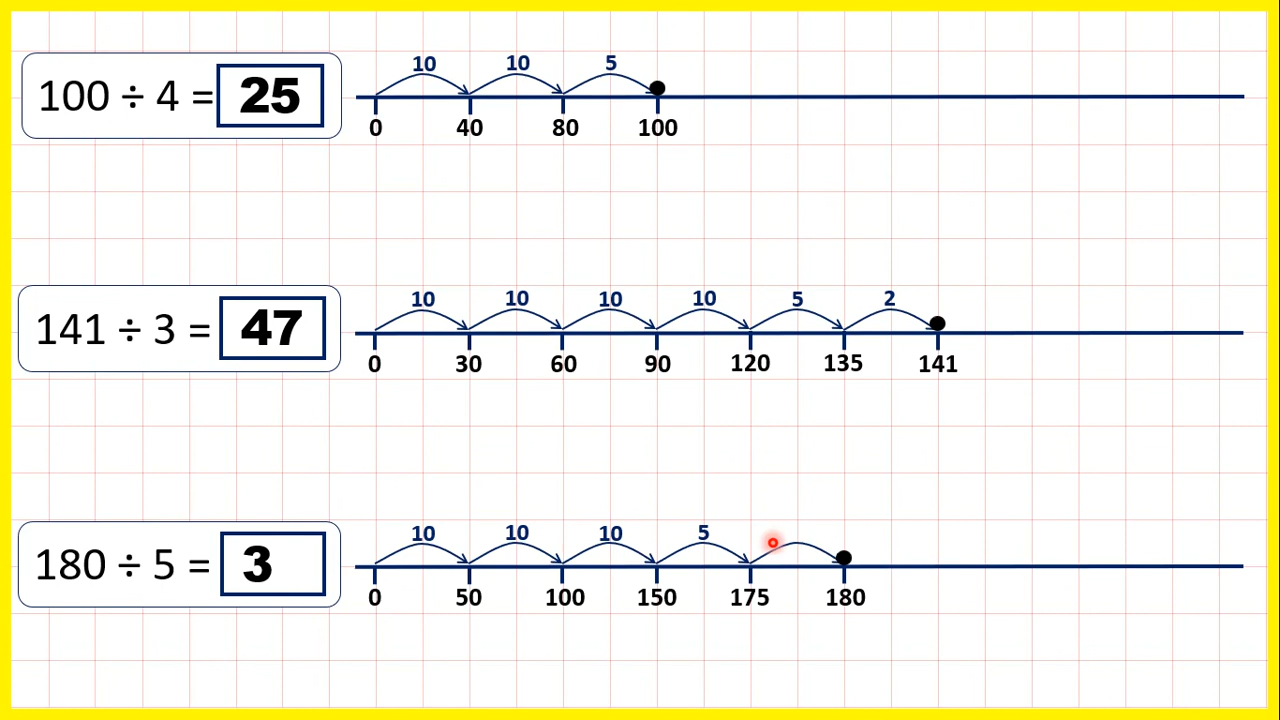 10 10 5
100 ÷ 4 = 25
0 40 80 100
10 10 10 10 5 2
141 ÷ 3 = 47
0 30 60 90 120 135 141
10 10 10 5
180 ÷ 5 = 3
0 50 100 150 175 180